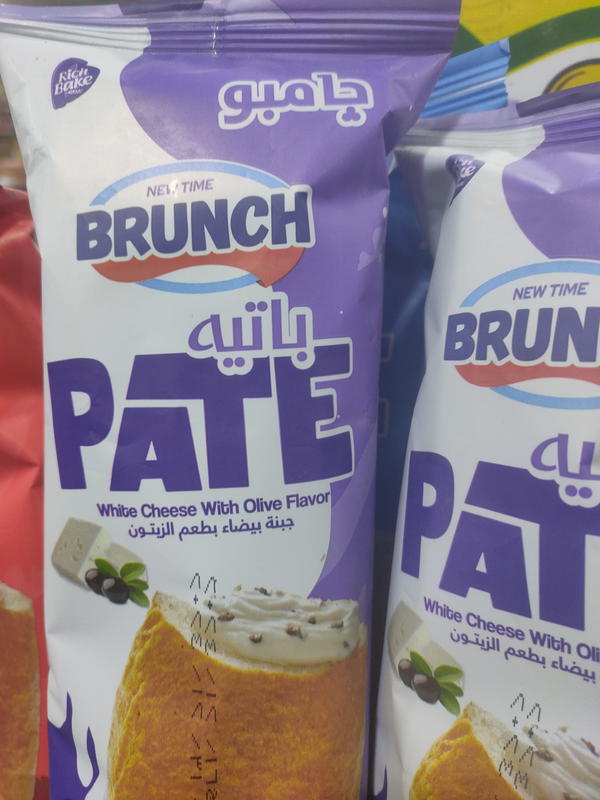 Rich
Bake
چامبو
NEW TIME
BRUNCH
باتيه
PATE
White Cheese With Olive Flavor
جبنة بيضاء بطعم الزيتون
NEW TIME
BRUN
تيه
PAT
White Cheese With Oli
بيضاء بطعم الزيتون